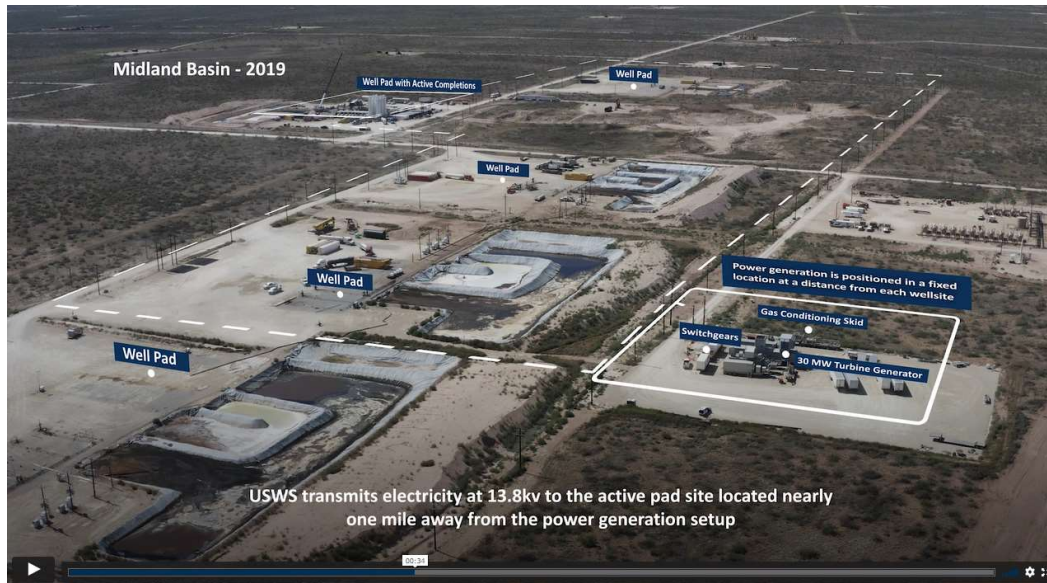 Midland Basin - 2019
Well Pad with Active Completions
Well Pad
Well Pad
Well Pad
Well Pad
Power generation is positioned in a fixed
location at a distance from each wellsite
Gas Conditioning Skid
Switchgears
30 MW Turbine Generator
USWS transmits electricity at 13.8kv to the active pad site located nearly
one mile away from the power generation setup
00:34